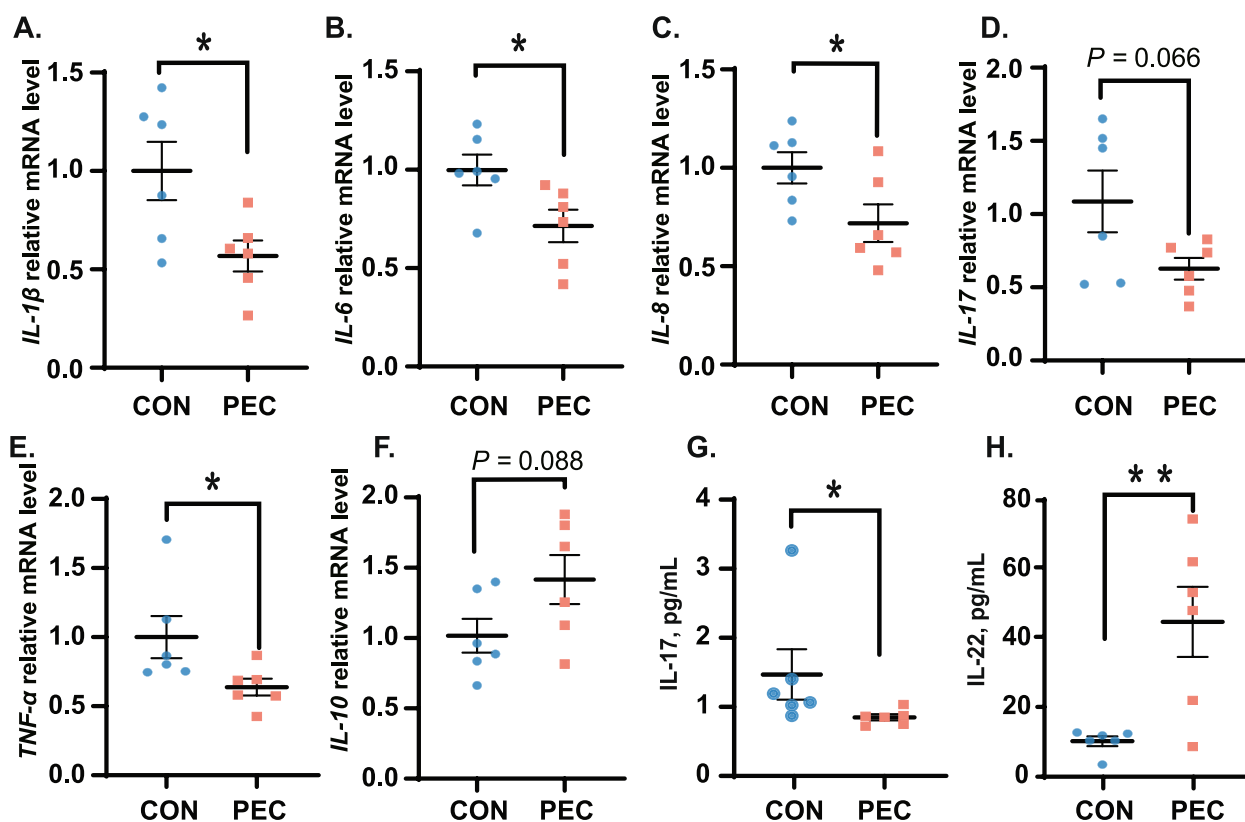 A.
*
IL-1β relative mRNA level
1.5
1.0
0.5
0.0
CON PEC
B.
*
IL-6 relative mRNA level
1.5
1.0
0.5
0.0
CON PEC
C.
*
IL-8 relative mRNA level
1.5
1.0
0.5
0.0
CON PEC
D.
P = 0.066
IL-17 relative mRNA level
2.0
1.5
1.0
0.5
0.0
CON PEC
E.
*
TNF-α relative mRNA level
2.0
1.5
1.0
0.5
0.0
CON PEC
F.
P = 0.088
IL-10 relative mRNA level
2.0
1.5
1.0
0.5
0.0
CON PEC
G.
*
IL-17, pg/mL
4
3
2
1
0
CON PEC
H.
* *
IL-22, pg/mL
80
60
40
20
0
CON PEC